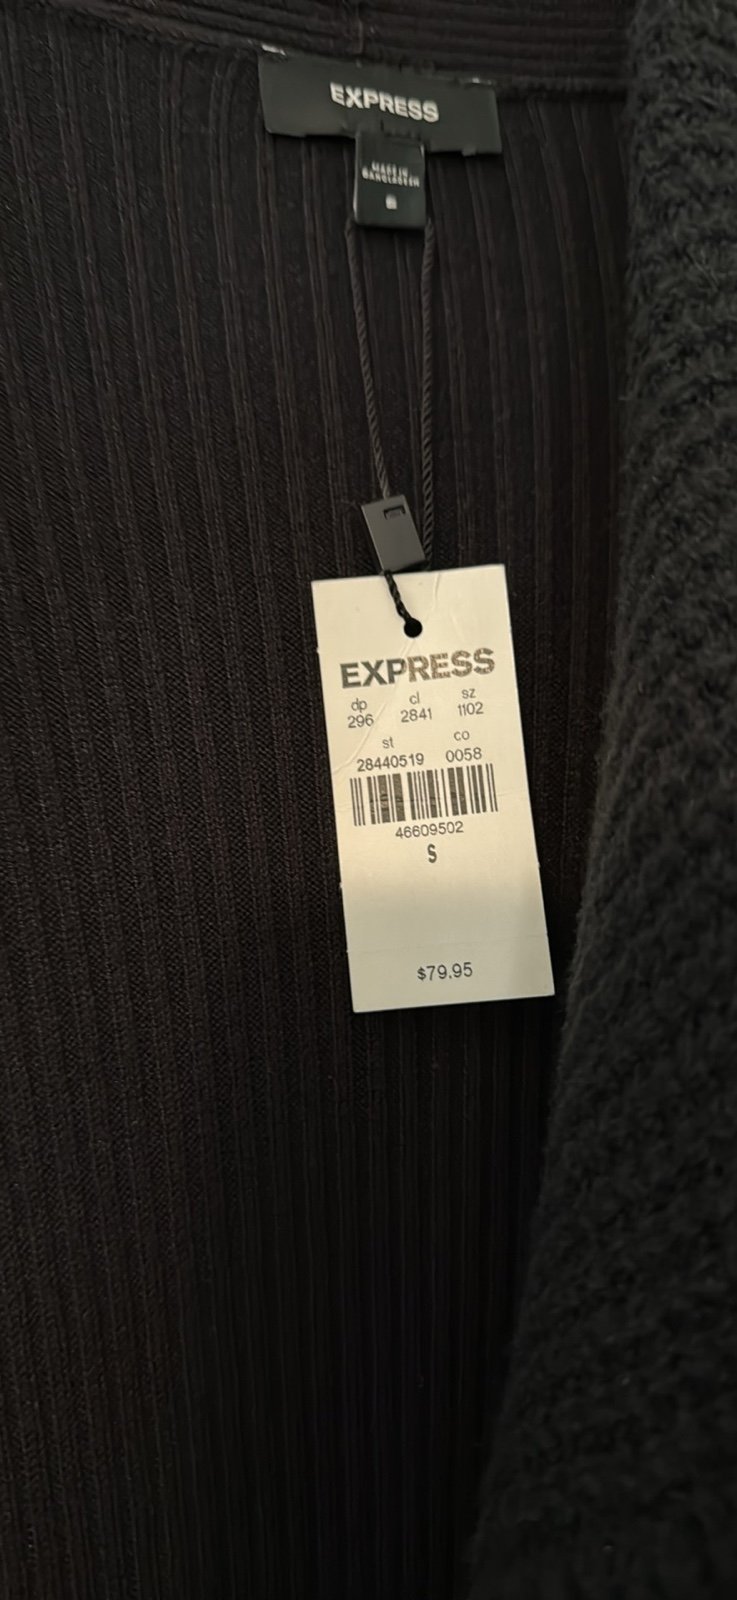 EXPRESS
MADE IN
BANGLADESH
EXPRESS
dp cl sz
296 2841 1102
st co
28440519 0058
46609502
S
$79.95